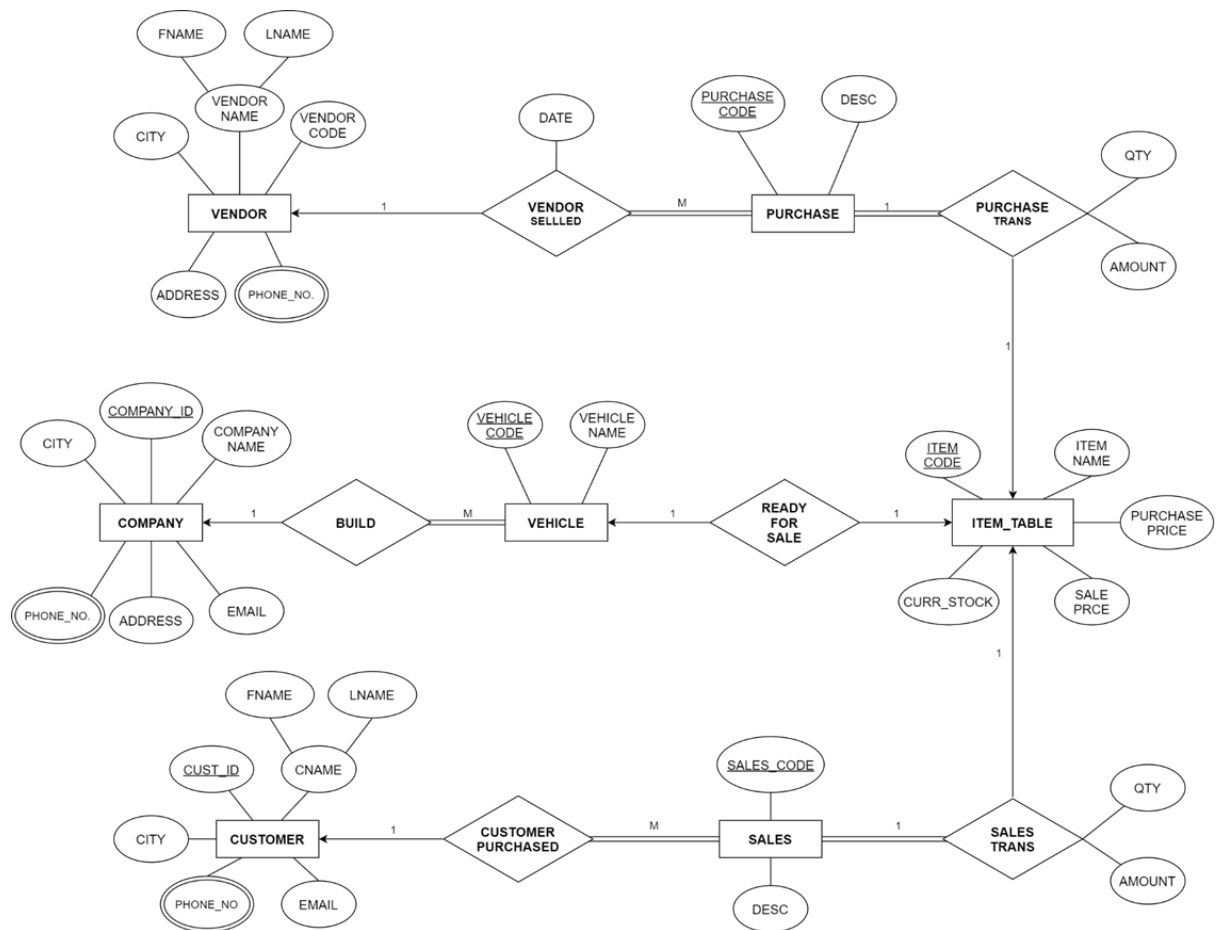 FNAME
LNAME
VENDOR
NAME
VENDOR
CODE
CITY
VENDOR
ADDRESS
PHONE_NO.
1
DATE
VENDOR
SELLLED
M
PURCHASE
CODE
DESC
PURCHASE
1
PURCHASE
TRANS
QTY
AMOUNT
1
COMPANY_ID
CITY
COMPANY
NAME
COMPANY
PHONE_NO.
ADDRESS
EMAIL
1
BUILD
M
VEHICLE
CODE
VEHICLE
NAME
VEHICLE
1
READY
FOR
SALE
1
ITEM
CODE
ITEM
NAME
ITEM_TABLE
PURCHASE
PRICE
CURR_STOCK
SALE
PRCE
1
FNAME
LNAME
CUST_ID
CNAME
CITY
CUSTOMER
PHONE_NO
EMAIL
1
CUSTOMER
PURCHASED
M
SALES_CODE
SALES
DESC
1
SALES
TRANS
QTY
AMOUNT